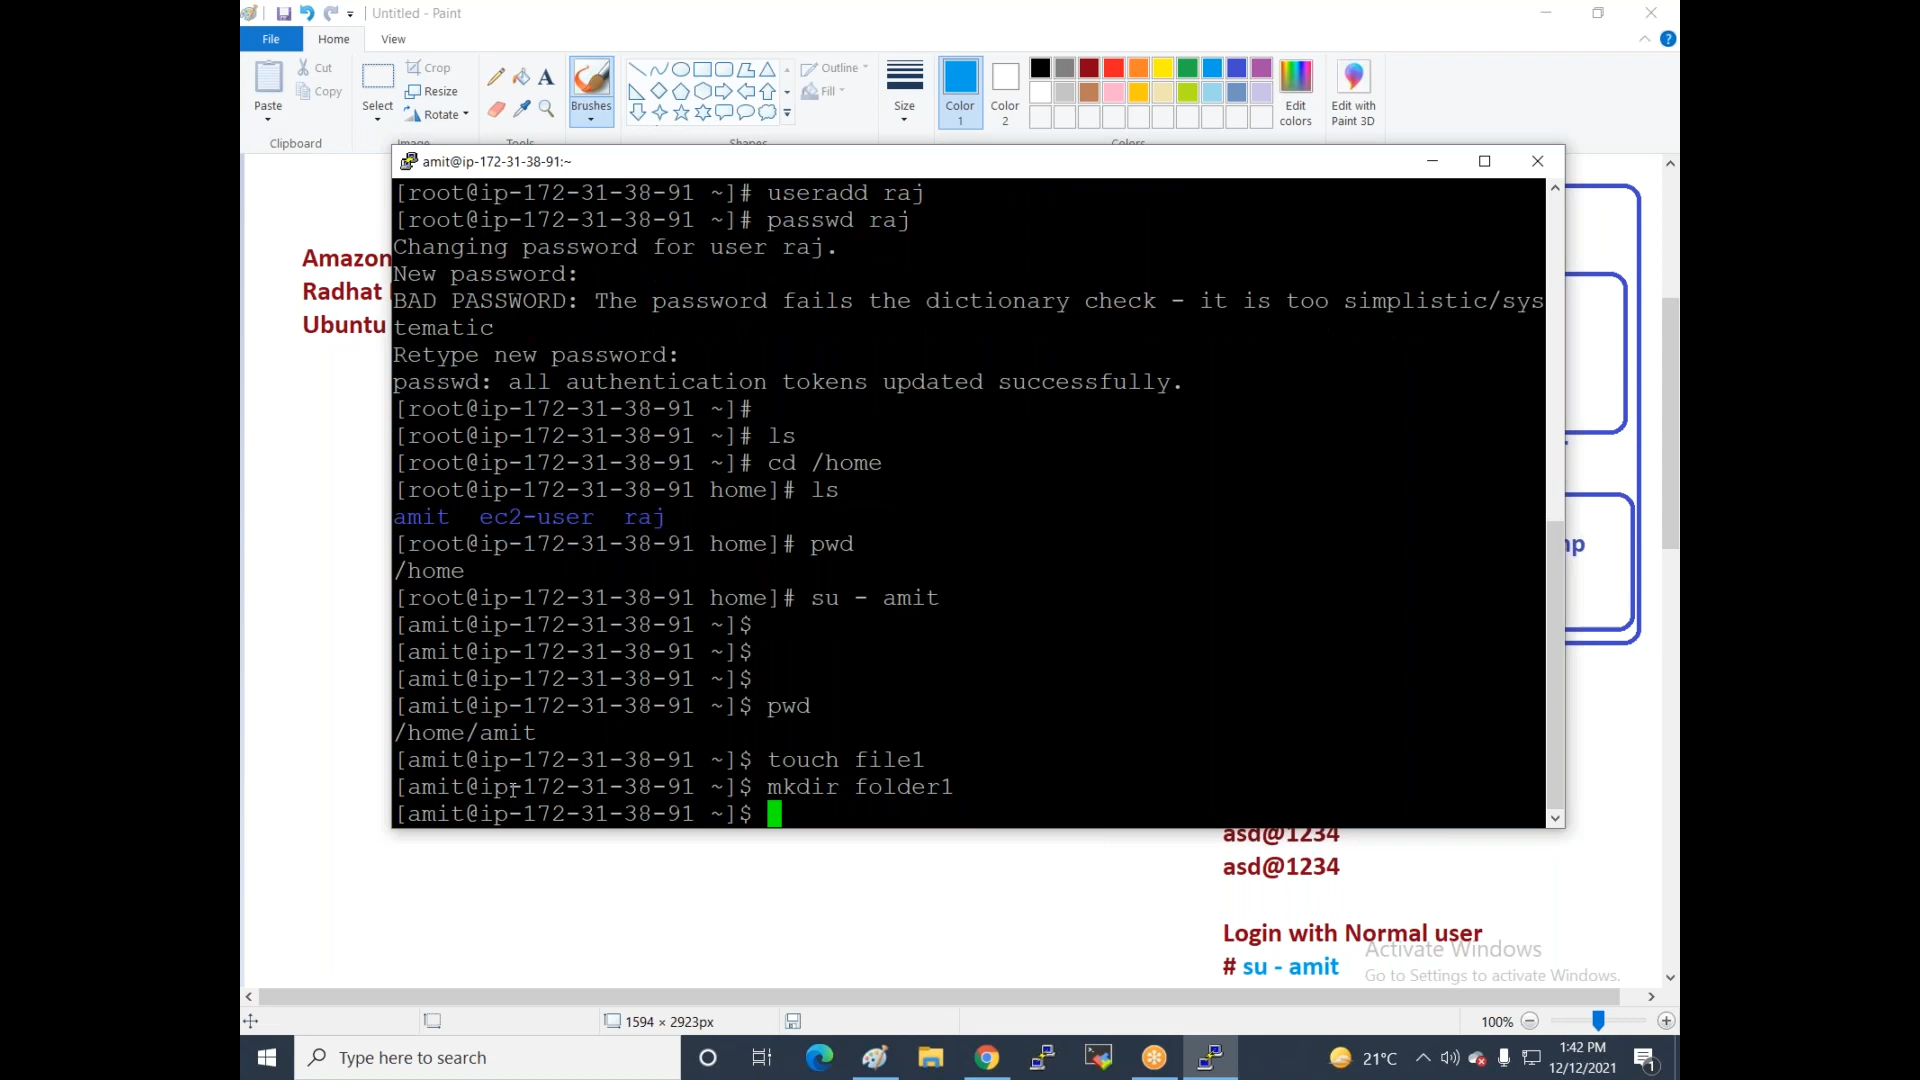 Untitled - Paint
File Home View
Paste
Cut
Copy
Clipboard
Select
Crop
Resize
Rotate
Image
Tools
Brushes
Shapes
Outline
Fill
Size
Color 1
Color 2
Edit colors
Colors
Edit with Paint 3D
Amazon
Radhat
Ubuntu
amit@ip-172-31-38-91:~
[root@ip-172-31-38-91 ~]# useradd raj
[root@ip-172-31-38-91 ~]# passwd raj
Changing password for user raj.
New password:
BAD PASSWORD: The password fails the dictionary check - it is too simplistic/sys
tematic
Retype new password:
passwd: all authentication tokens updated successfully.
[root@ip-172-31-38-91 ~]#
[root@ip-172-31-38-91 ~]# ls
[root@ip-172-31-38-91 ~]# cd /home
[root@ip-172-31-38-91 home]# ls
amit ec2-user raj
[root@ip-172-31-38-91 home]# pwd
/home
[root@ip-172-31-38-91 home]# su - amit
[amit@ip-172-31-38-91 ~]$
[amit@ip-172-31-38-91 ~]$
[amit@ip-172-31-38-91 ~]$
[amit@ip-172-31-38-91 ~]$ pwd
/home/amit
[amit@ip-172-31-38-91 ~]$ touch file1
[amit@ip-172-31-38-91 ~]$ mkdir folder1
[amit@ip-172-31-38-91 ~]$
asd@1234
asd@1234
Login with Normal user
# su - amit
Activate Windows
Go to Settings to activate Windows.
1594 × 2923px
100%
Type here to search
21°C
1:42 PM
12/12/2021
1